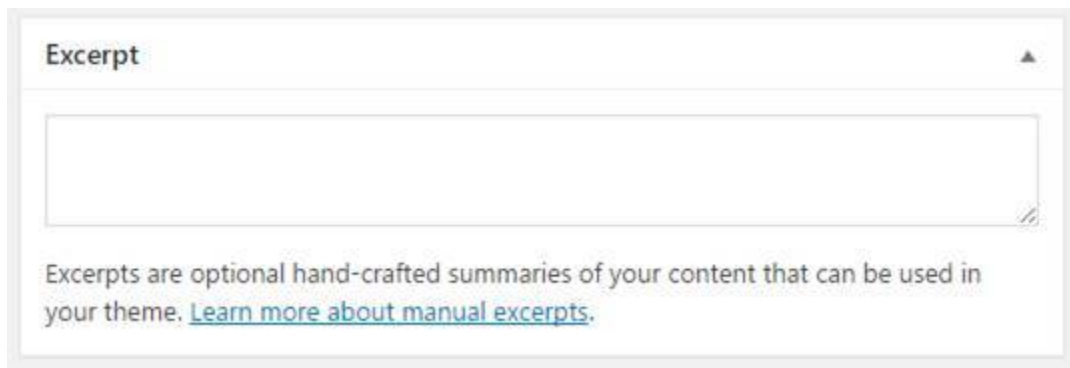 Excerpt
Excerpts are optional hand-crafted summaries of your content that can be used in
your theme. Learn more about manual excerpts.